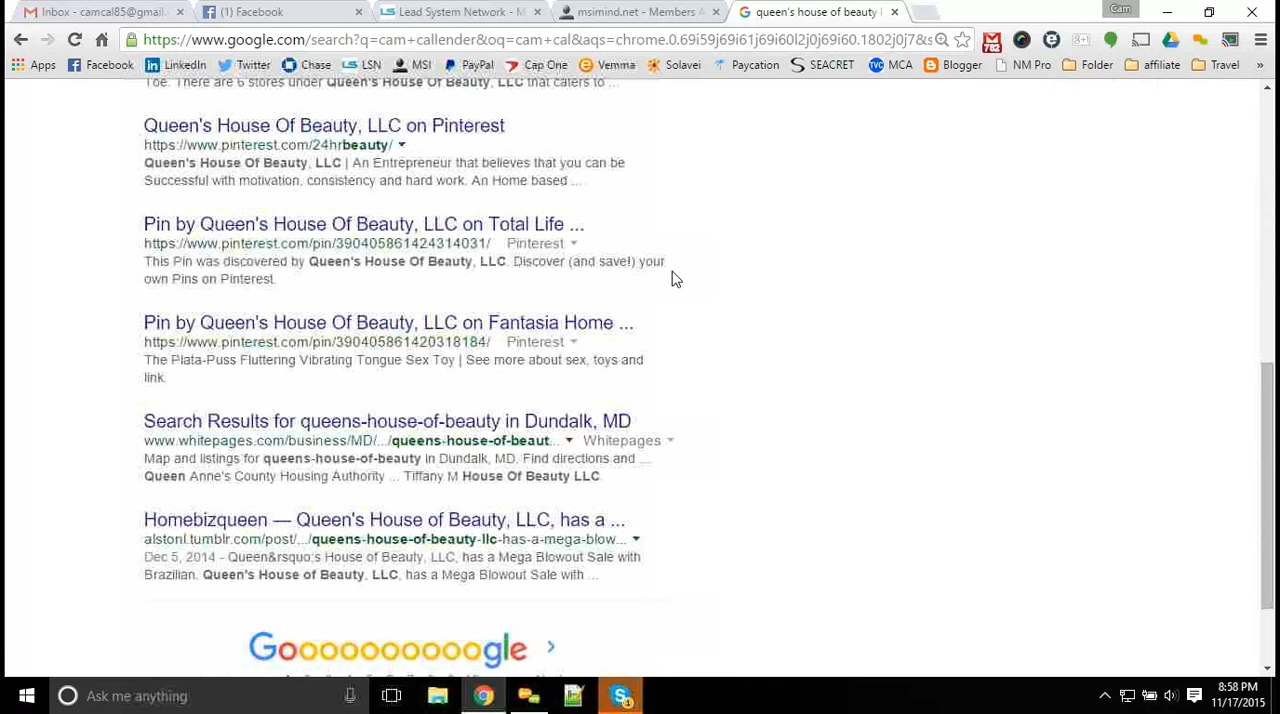 Inbox - camcal85@gmail.
(1) Facebook
Lead System Network - M
msimind.net - Members A
queen's house of beauty
Cam
https://www.google.com/search?q=cam+callender&oq=cam+cal&aqs=chrome.0.69i59j69i61j69i60l2j0j69i60.1802j0j7&s
782
Apps
Facebook
LinkedIn
Twitter
Chase
LSN
MSI
PayPal
Cap One
Vemma
Solavei
Paycation
SEACRET
MCA
Blogger
NM Pro
Folder
affiliate
Travel
»
Toe. There are 6 stores under Queen's House Of Beauty, LLC that caters to ...
Queen's House Of Beauty, LLC on Pinterest
https://www.pinterest.com/24hrbeauty/
Queen's House Of Beauty, LLC | An Entrepreneur that believes that you can be
Successful with motivation, consistency and hard work. An Home based ...
Pin by Queen's House Of Beauty, LLC on Total Life ...
https://www.pinterest.com/pin/390405861424314031/ Pinterest
This Pin was discovered by Queen's House Of Beauty, LLC. Discover (and save!) your
own Pins on Pinterest.
Pin by Queen's House Of Beauty, LLC on Fantasia Home ...
https://www.pinterest.com/pin/390405861420318184/ Pinterest
The Plata-Puss Fluttering Vibrating Tongue Sex Toy | See more about sex, toys and
link.
Search Results for queens-house-of-beauty in Dundalk, MD
www.whitepages.com/business/MD/.../queens-house-of-beaut... Whitepages
Map and listings for queens-house-of-beauty in Dundalk, MD. Find directions and ...
Queen Anne's County Housing Authority ... Tiffany M House Of Beauty LLC.
Homebizqueen — Queen's House of Beauty, LLC, has a ...
alstonl.tumblr.com/post/.../queens-house-of-beauty-llc-has-a-mega-blow...
Dec 5, 2014 - Queen&rsquo;s House of Beauty, LLC, has a Mega Blowout Sale with
Brazilian. Queen's House of Beauty, LLC, has a Mega Blowout Sale with ...
Goooooooooogle >
Ask me anything
8:58 PM
11/17/2015